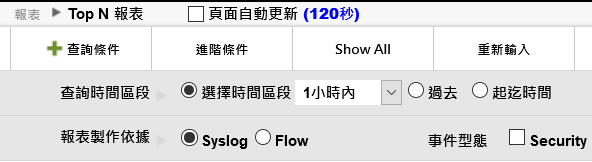 報表 Top N 報表 頁面自動更新 (120秒)
查詢條件 進階條件 Show All 重新輸入
查詢時間區段 選擇時間區段 1小時內 過去 起迄時間
報表製作依據 Syslog Flow 事件型態 Security